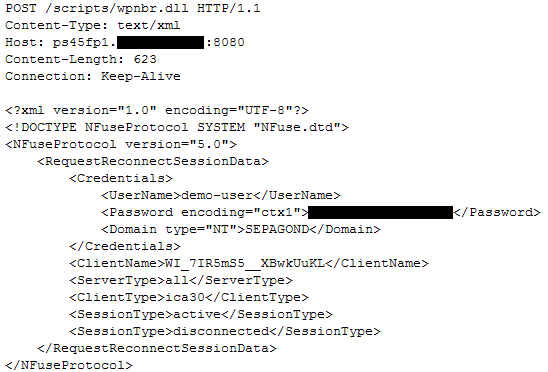 POST /scripts/wpnbr.dll HTTP/1.1
Content-Type: text/xml
Host: ps45fp1.:8080
Content-Length: 623
Connection: Keep-Alive
<?xml version="1.0" encoding="UTF-8"?>
<!DOCTYPE NFuseProtocol SYSTEM "NFuse.dtd">
<NFuseProtocol version="5.0">
<RequestReconnectSessionData>
<Credentials>
<UserName>demo-user</UserName>
<Password encoding="ctx1"></Password>
<Domain type="NT">SEPAGOND</Domain>
</Credentials>
<ClientName>WI_7IR5mS5__XBwkUuKL</ClientName>
<ServerType>all</ServerType>
<ClientType>ica30</ClientType>
<SessionType>active</SessionType>
<SessionType>disconnected</SessionType>
</RequestReconnectSessionData>
</NFuseProtocol>